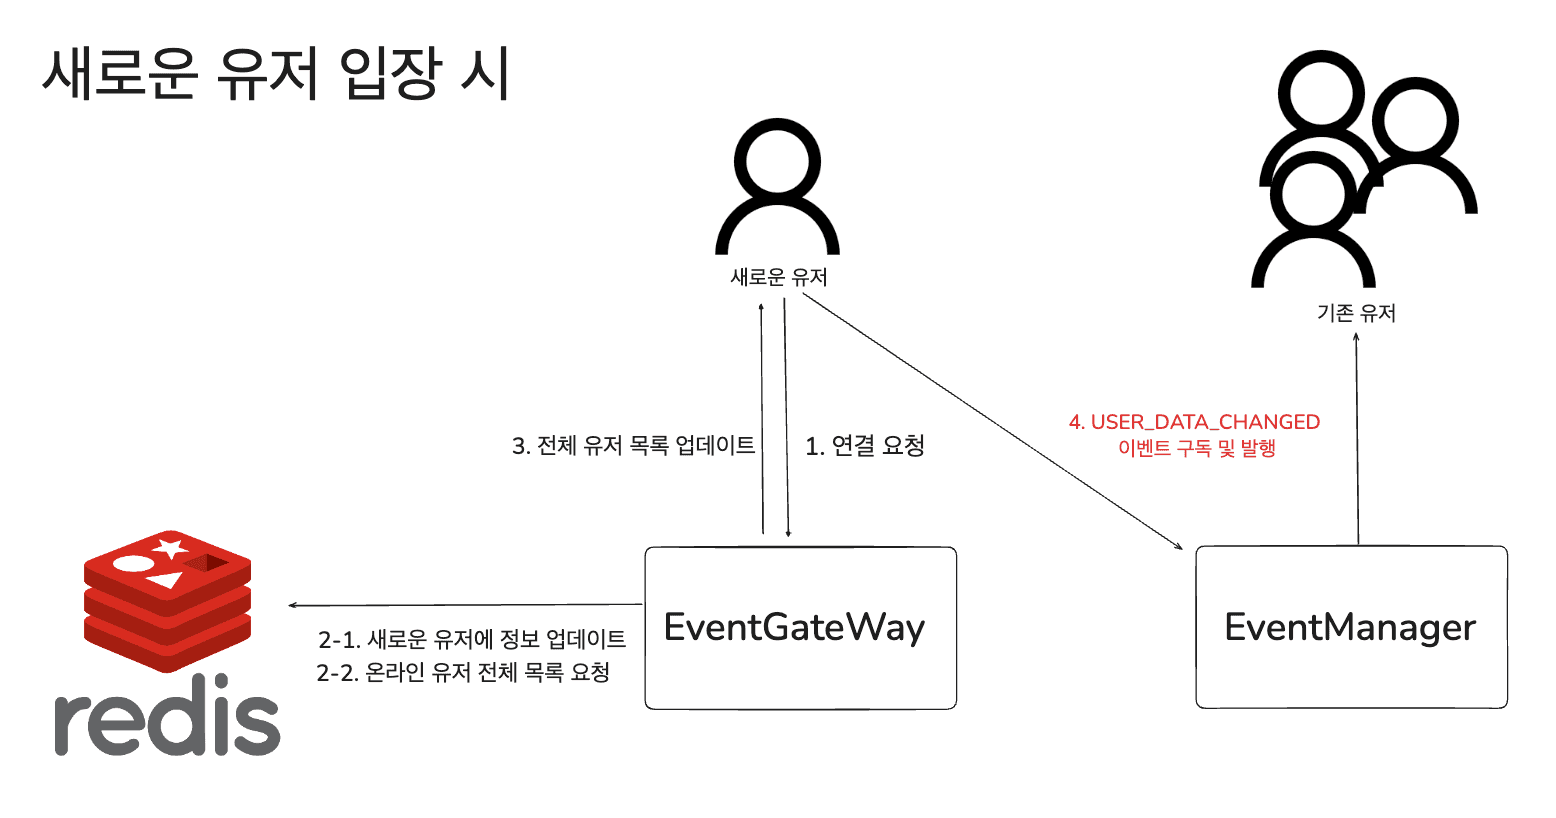 새로운 유저 입장 시
새로운 유저
기존 유저
4. USER_DATA_CHANGED
이벤트 구독 및 발행
3. 전체 유저 목록 업데이트
1. 연결 요청
EventGateWay
EventManager
2-1. 새로운 유저에 정보 업데이트
2-2. 온라인 유저 전체 목록 요청
redis